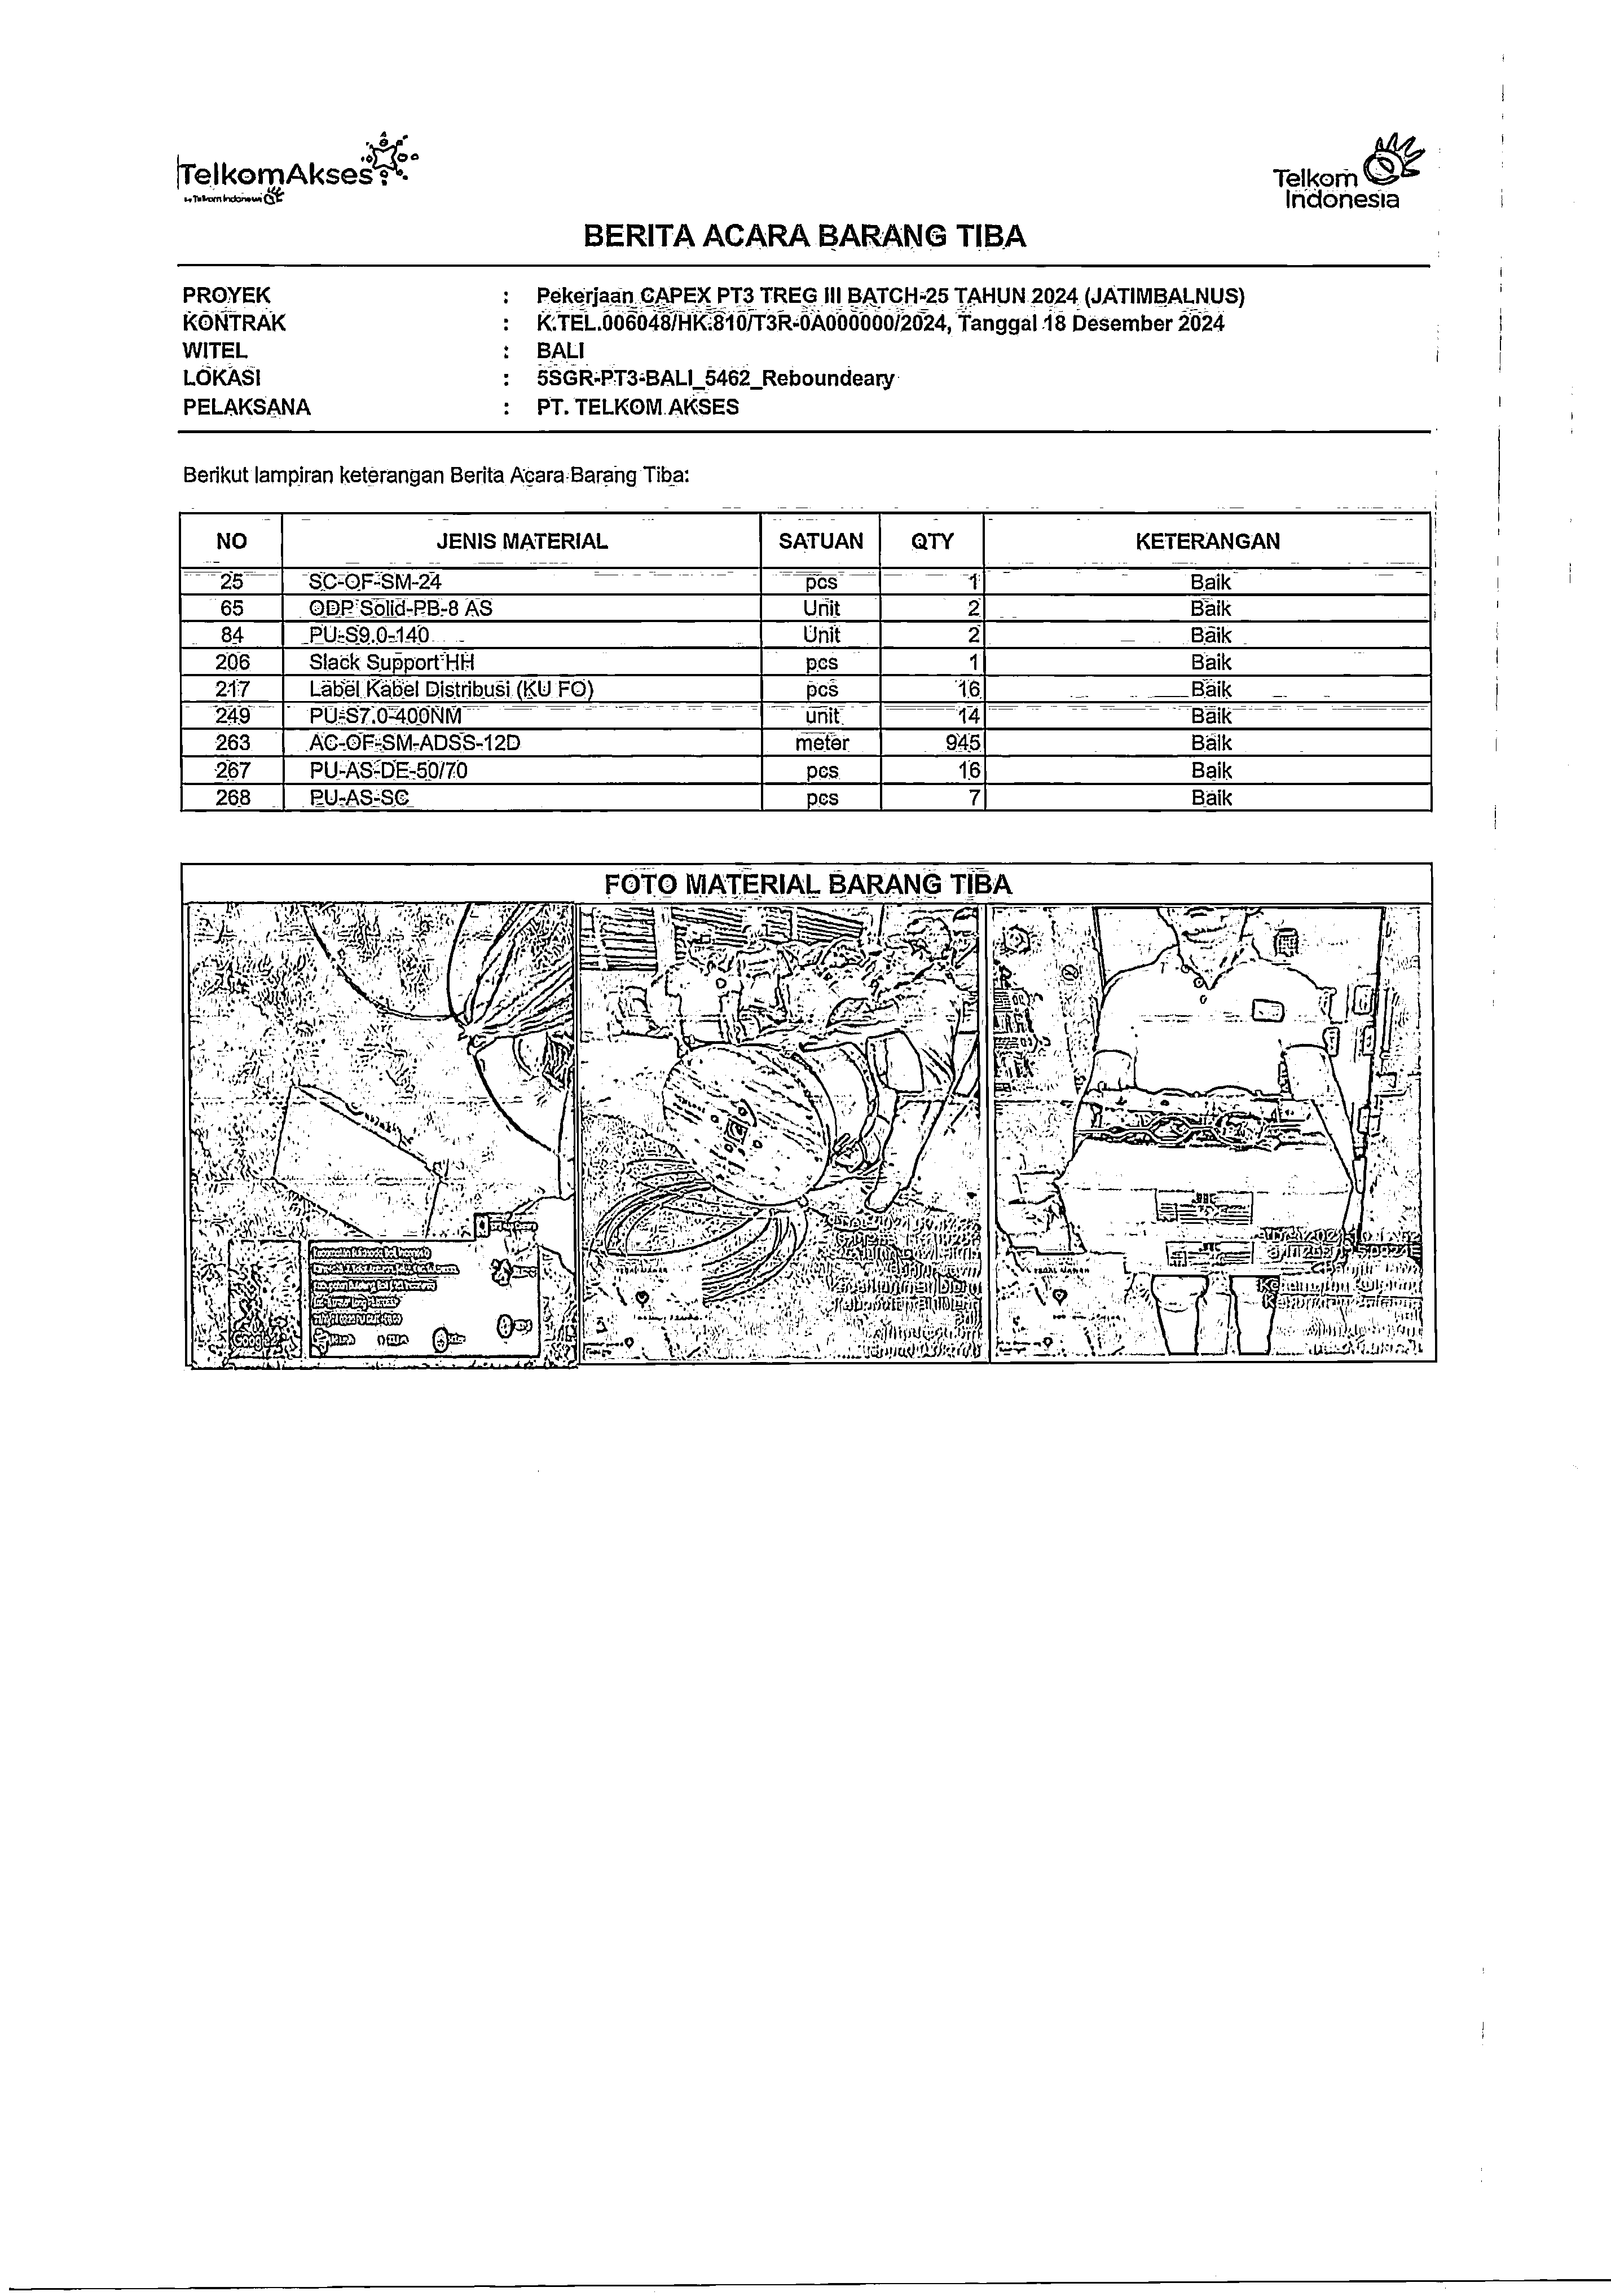 TelkomAkses
by Telkom Indonesia
Telkom
Indonesia
BERITA ACARA BARANG TIBA
PROYEK : Pekerjaan CAPEX PT3 TREG III BATCH-25 TAHUN 2024 (JATIMBALNUS)
KONTRAK : K.TEL.006048/HK.810/T3R-0A000000/2024, Tanggal 18 Desember 2024
WITEL : BALI
LOKASI : 5SGR-PT3-BALI_5462_Reboundeary
PELAKSANA : PT. TELKOM AKSES
Berikut lampiran keterangan Berita Acara Barang Tiba:
NO JENIS MATERIAL SATUAN QTY KETERANGAN
25 SC-OF-SM-24 pcs 1 Baik
65 ODP Solid-PB-8 AS Unit 2 Baik
84 PU-S9.0-140 Unit 2 Baik
206 Slack Support HH pcs 1 Baik
217 Label Kabel Distribusi (KU FO) pcs 16 Baik
249 PU-S7.0-400NM unit 14 Baik
263 AC-OF-SM-ADSS-12D meter 945 Baik
267 PU-AS-DE-50/70 pcs 16 Baik
268 PU-AS-SC pcs 7 Baik
FOTO MATERIAL BARANG TIBA
Google